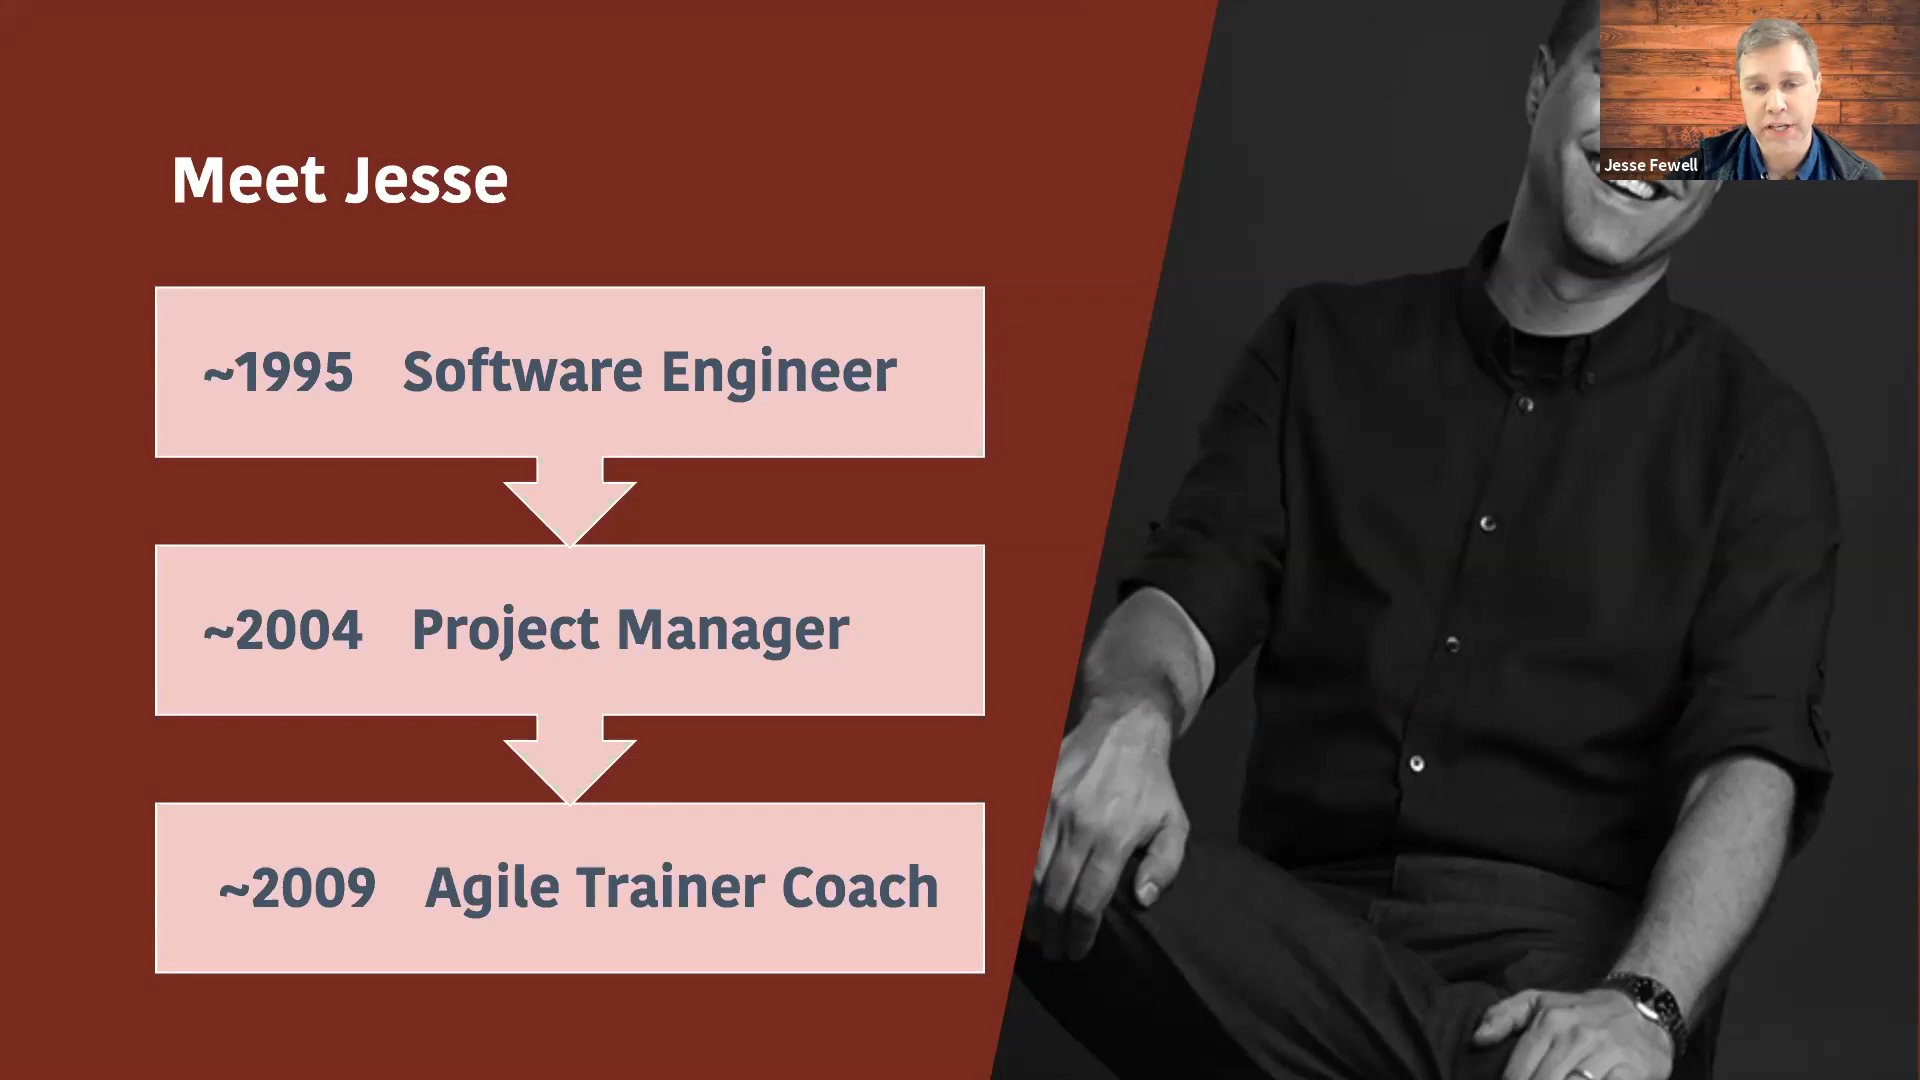 Meet Jesse
~1995 Software Engineer
~2004 Project Manager
~2009 Agile Trainer Coach
Jesse Fewell